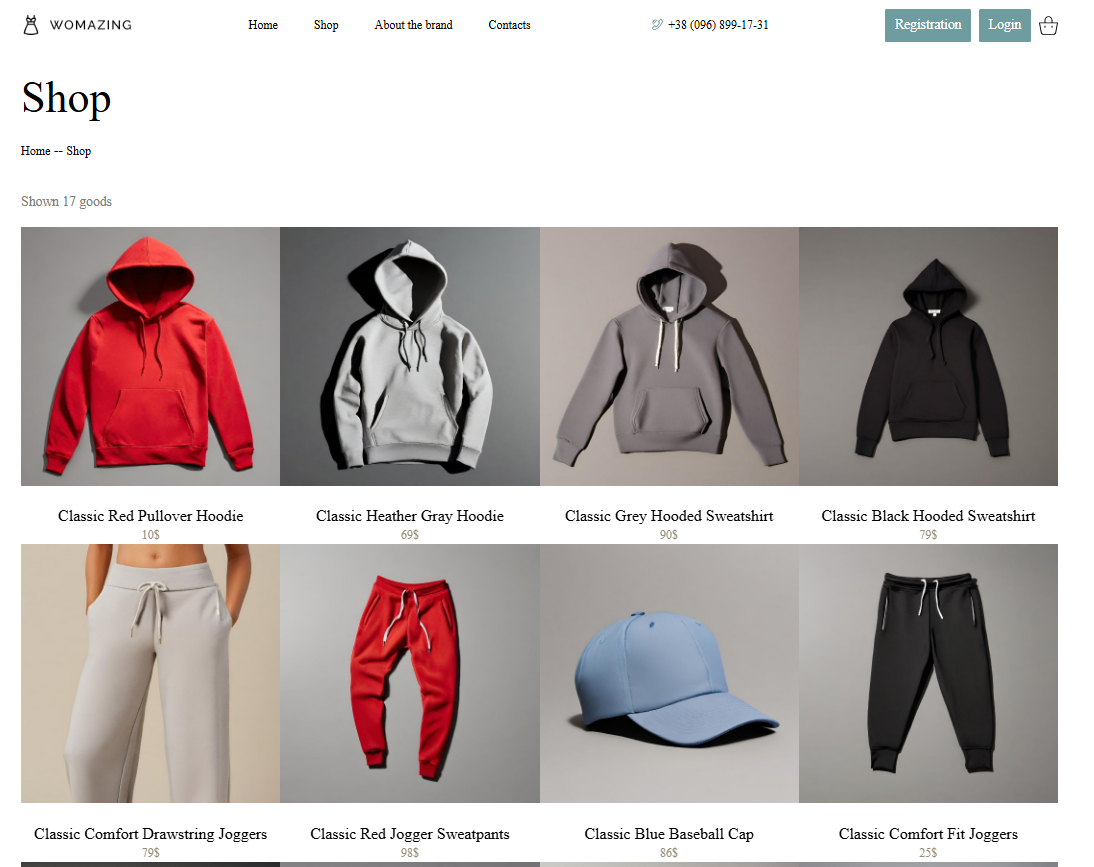 WOMAZING
Home Shop About the brand Contacts
+38 (096) 899-17-31
Registration Login
Shop
Home -- Shop
Shown 17 goods
Classic Red Pullover Hoodie
10$
Classic Heather Gray Hoodie
69$
Classic Grey Hooded Sweatshirt
90$
Classic Black Hooded Sweatshirt
79$
Classic Comfort Drawstring Joggers
79$
Classic Red Jogger Sweatpants
98$
Classic Blue Baseball Cap
86$
Classic Comfort Fit Joggers
25$